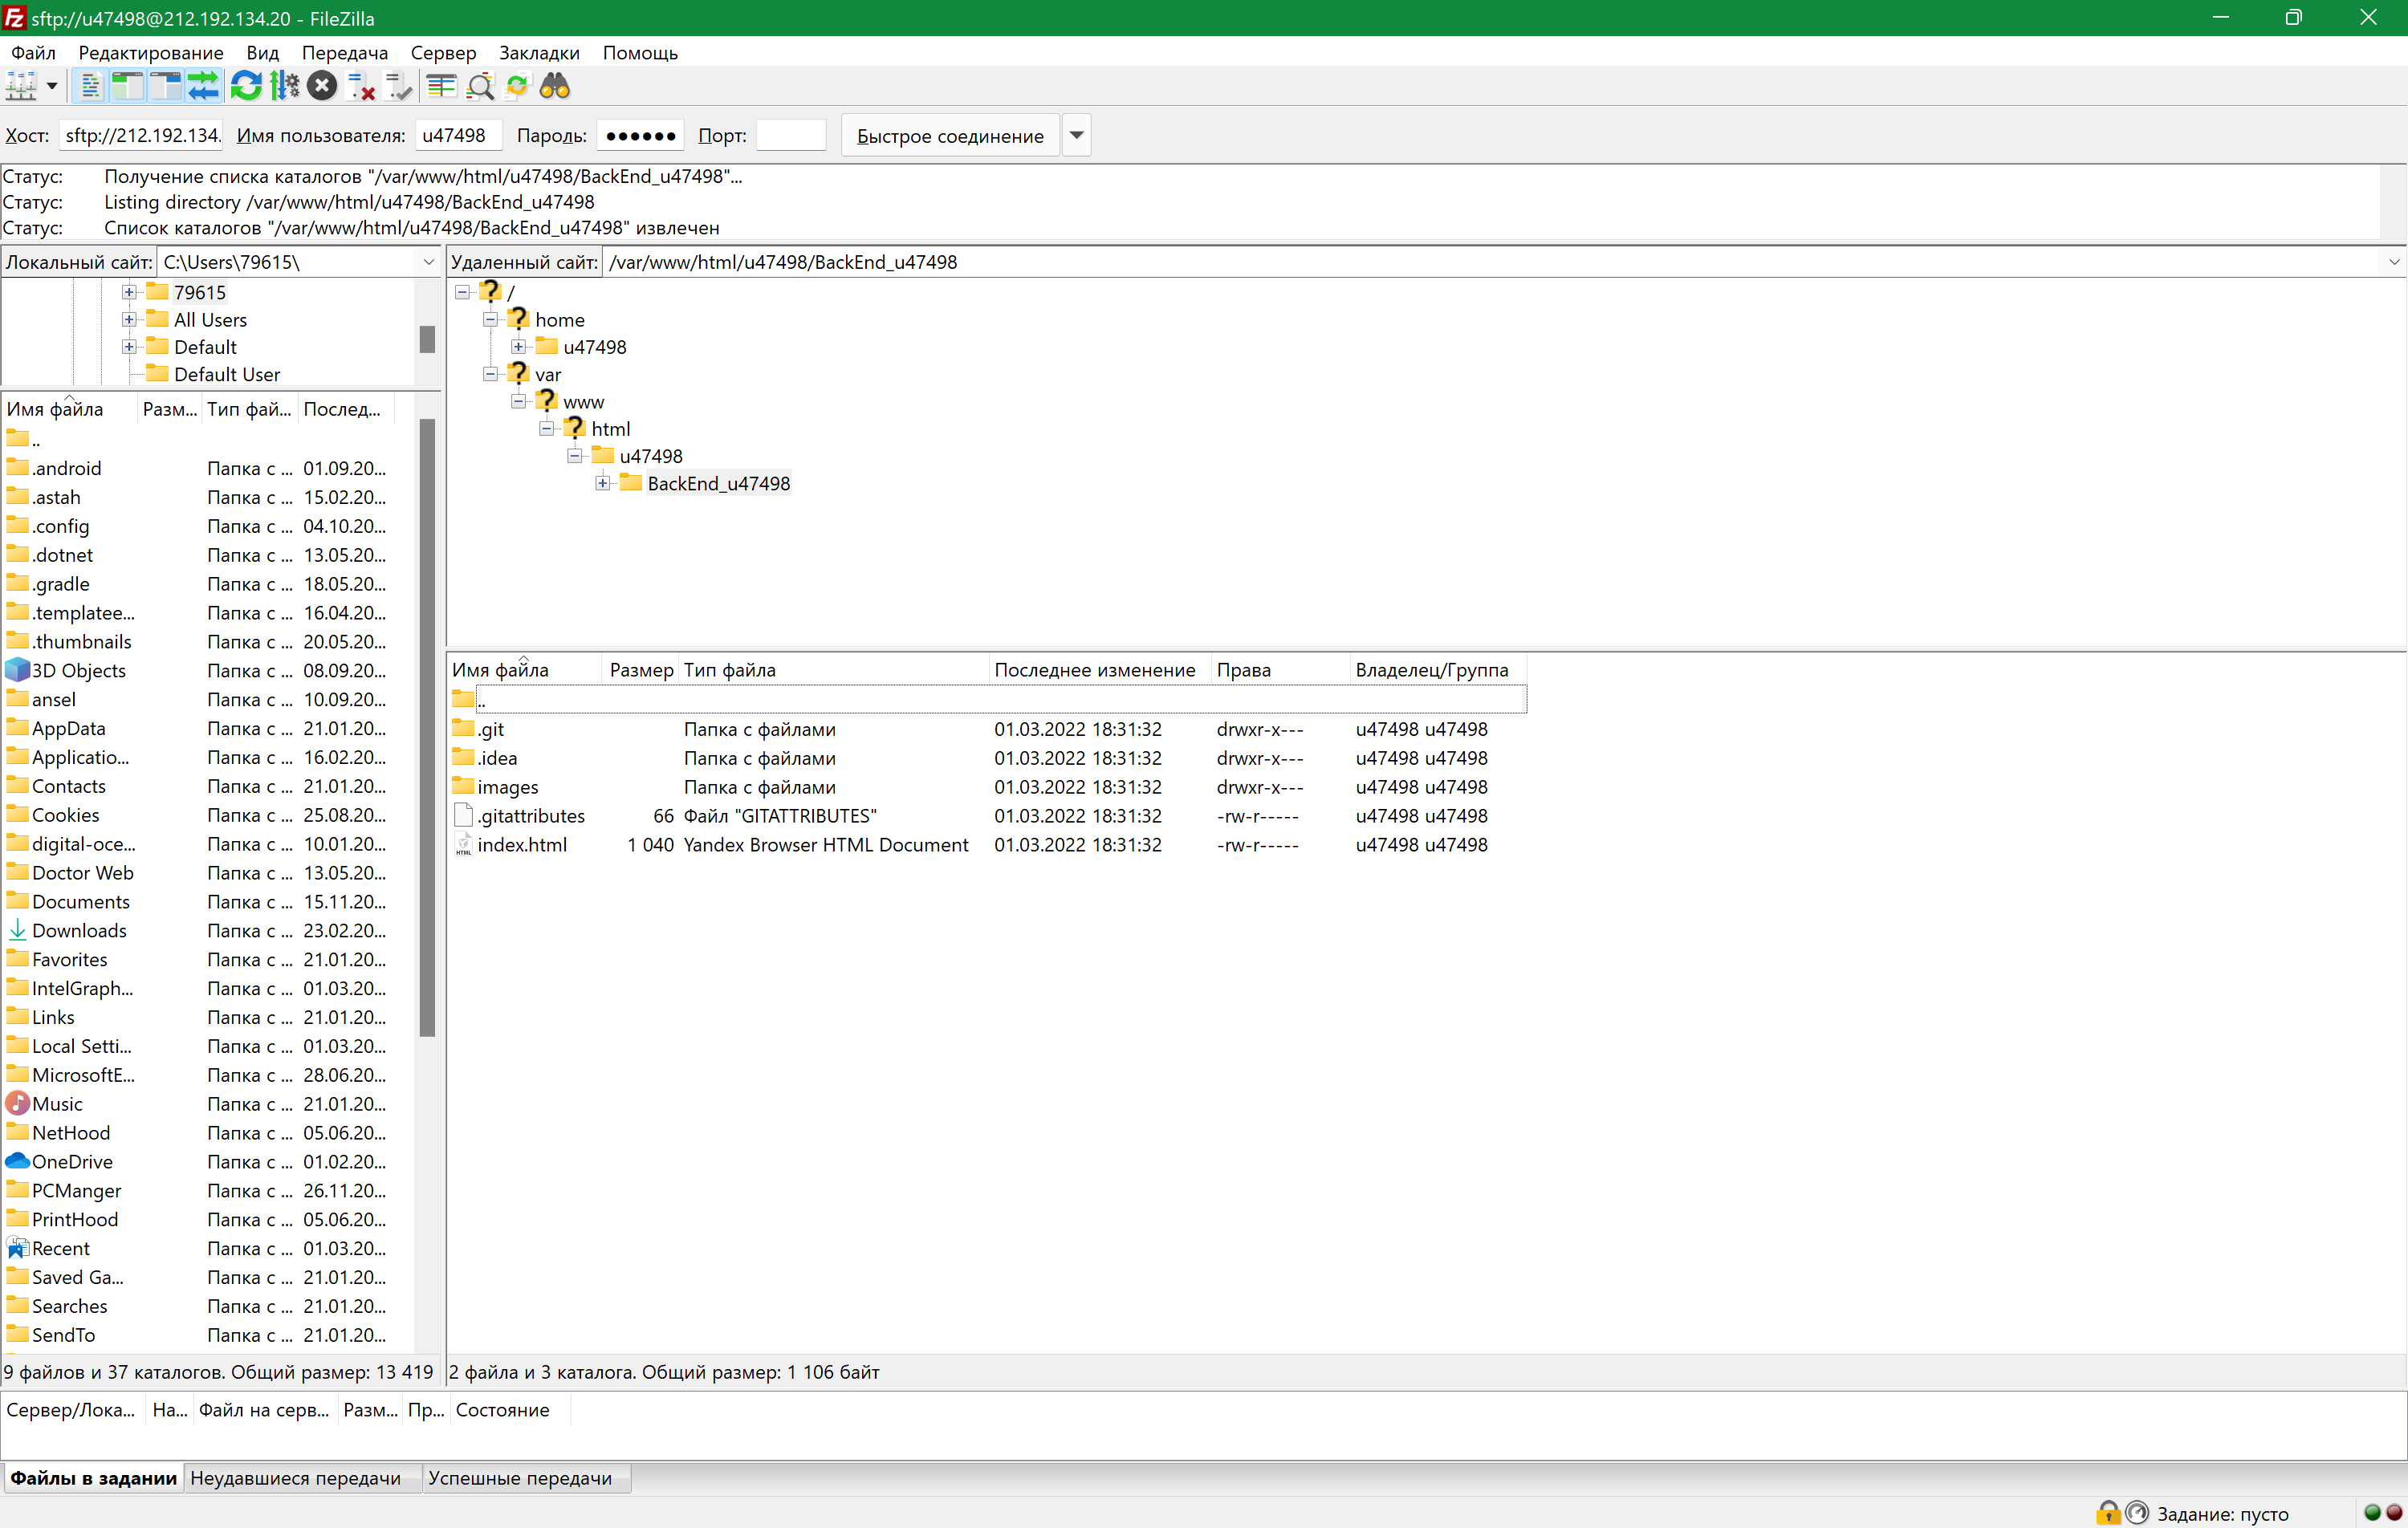 sftp://u47498@212.192.134.20 - FileZilla
Файл Редактирование Вид Передача Сервер Закладки Помощь
Хост: sftp://212.192.134. Имя пользователя: u47498 Пароль: ●●●●●● Порт: Быстрое соединение
Статус: Получение списка каталогов "/var/www/html/u47498/BackEnd_u47498"...
Статус: Listing directory /var/www/html/u47498/BackEnd_u47498
Статус: Список каталогов "/var/www/html/u47498/BackEnd_u47498" извлечен
Локальный сайт: C:\Users\79615\
79615
All Users
Default
Default User
Имя файла Разм... Тип фай... Послед...
..
.android Папка с ... 01.09.20...
.astah Папка с ... 15.02.20...
.config Папка с ... 04.10.20...
.dotnet Папка с ... 13.05.20...
.gradle Папка с ... 18.05.20...
.templatee... Папка с ... 16.04.20...
.thumbnails Папка с ... 20.05.20...
3D Objects Папка с ... 08.09.20...
ansel Папка с ... 10.09.20...
AppData Папка с ... 21.01.20...
Applicatio... Папка с ... 16.02.20...
Contacts Папка с ... 21.01.20...
Cookies Папка с ... 25.08.20...
digital-oce... Папка с ... 10.01.20...
Doctor Web Папка с ... 13.05.20...
Documents Папка с ... 15.11.20...
Downloads Папка с ... 23.02.20...
Favorites Папка с ... 21.01.20...
IntelGraph... Папка с ... 01.03.20...
Links Папка с ... 21.01.20...
Local Setti... Папка с ... 01.03.20...
MicrosoftE... Папка с ... 28.06.20...
Music Папка с ... 21.01.20...
NetHood Папка с ... 05.06.20...
OneDrive Папка с ... 01.02.20...
PCManger Папка с ... 26.11.20...
PrintHood Папка с ... 05.06.20...
Recent Папка с ... 01.03.20...
Saved Ga... Папка с ... 21.01.20...
Searches Папка с ... 21.01.20...
SendTo Папка с ... 21.01.20...
9 файлов и 37 каталогов. Общий размер: 13 419
Удаленный сайт: /var/www/html/u47498/BackEnd_u47498
/
home
u47498
var
www
html
u47498
BackEnd_u47498
Имя файла Размер Тип файла Последнее изменение Права Владелец/Группа
..
.git Папка с файлами 01.03.2022 18:31:32 drwxr-x--- u47498 u47498
.idea Папка с файлами 01.03.2022 18:31:32 drwxr-x--- u47498 u47498
images Папка с файлами 01.03.2022 18:31:32 drwxr-x--- u47498 u47498
.gitattributes 66 Файл "GITATTRIBUTES" 01.03.2022 18:31:32 -rw-r----- u47498 u47498
index.html 1 040 Yandex Browser HTML Document 01.03.2022 18:31:32 -rw-r----- u47498 u47498
2 файла и 3 каталога. Общий размер: 1 106 байт
Сервер/Лока... На... Файл на серв... Разм... Пр... Состояние
Файлы в задании Неудавшиеся передачи Успешные передачи
Задание: пусто